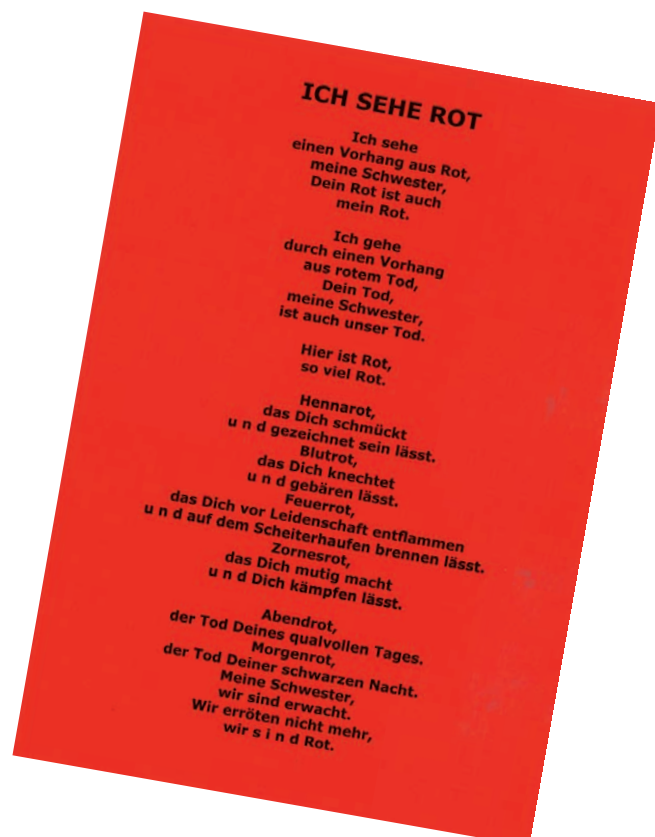 ICH SEHE ROT
Ich sehe
einen Vorhang aus Rot,
meine Schwester,
Dein Rot ist auch
mein Rot.
Ich gehe
durch einen Vorhang
aus rotem Tod,
Dein Tod,
meine Schwester,
ist auch unser Tod.
Hier ist Rot,
so viel Rot.
Hennarot,
das Dich schmückt
u n d gezeichnet sein lässt.
Blutrot,
das Dich knechtet
u n d gebären lässt.
Feuerrot,
das Dich vor Leidenschaft entflammen
u n d auf dem Scheiterhaufen brennen lässt.
Zornesrot,
das Dich mutig macht
u n d Dich kämpfen lässt.
Abendrot,
der Tod Deines qualvollen Tages.
Morgenrot,
der Tod Deiner schwarzen Nacht.
Meine Schwester,
wir sind erwacht.
Wir erröten nicht mehr,
wir s i n d Rot.